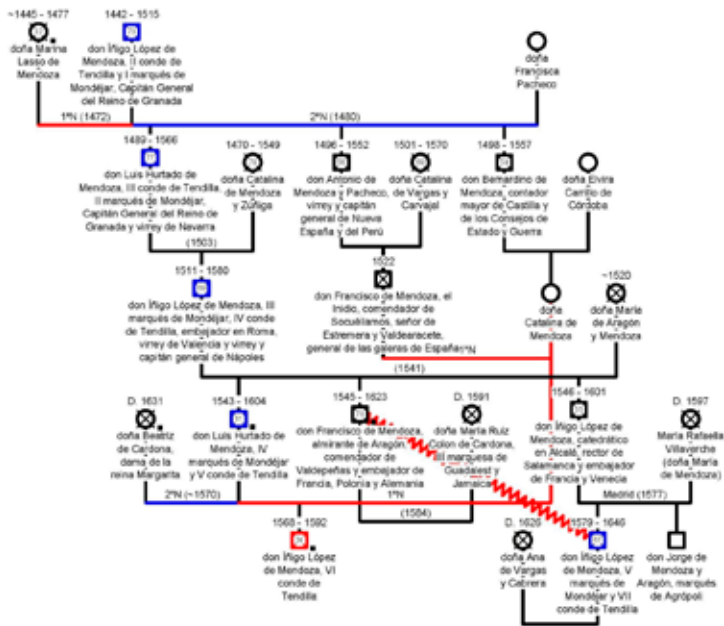 ~1445 - 1477
doña Marina
Lasso de
Mendoza
1442 - 1515
don Íñigo López de
Mendoza, II conde de
Tendilla y I marqués de
Mondéjar, Capitán General
del Reino de Granada
doña
Francisca
Pacheco
1ºN (1472)
2ºN (1480)
1489 - 1566
don Luis Hurtado de
Mendoza, III conde de Tendilla,
II marqués de Mondéjar,
Capitán General del Reino de
Granada y virrey de Navarra
1470 - 1549
doña Catalina
de Mendoza
y Zúñiga
1496 - 1552
don Antonio de
Mendoza y Pacheco,
virrey y capitán
general de Nueva
España y del Perú
1501 - 1570
doña Catalina
de Vargas y
Carvajal
1498 - 1557
don Bernardino de
Mendoza, contador
mayor de Castilla y
de los Consejos de
Estado y Guerra
doña Elvira
Carrillo de
Córdoba
(1503)
1511 - 1580
don Íñigo López de Mendoza, III
marqués de Mondéjar, IV conde
de Tendilla, embajador en Roma,
virrey de Valencia y virrey y
capitán general de Nápoles
1522
don Francisco de Mendoza, el
Inidio, comendador de
Socuéllamos, señor de
Estremera y Valdearacete,
general de las galeras de España
1ºN
doña
Catalina de
Mendoza
~1520
doña María
de Aragón
y Mendoza
(1541)
D. 1631
doña Beatriz
de Cardona,
dama de la
reina Margarita
1543 - 1604
don Luis Hurtado de
Mendoza, IV
marqués de Mondéjar
y V conde de Tendilla
1545 - 1623
don Francisco de Mendoza,
almirante de Aragón,
comendador de
Valdepeñas y embajador de
Francia, Polonia y Alemania
D. 1591
doña María Ruiz
Colon de Cardona,
III marquesa de
Guadalest y
Jamaica
1546 - 1601
don Íñigo López de
Mendoza, catedrático
en Alcalá, rector de
Salamanca y embajador
de Francia y Venecia
D. 1597
María Rafaella
Villaverche
(doña María
de Mendoza)
2ºN (~1570)
1ºN
(1584)
Madrid (1577)
1568 - 1592
don Íñigo López
de Mendoza, VI
conde de
Tendilla
D. 1626
doña Ana
de Vargas
y Cabrera
1579 - 1646
don Íñigo López
de Mendoza, V
marqués de
Mondéjar y VII
conde de Tendilla
don Jorge de
Mendoza y
Aragón, marqués
de Agrópoli